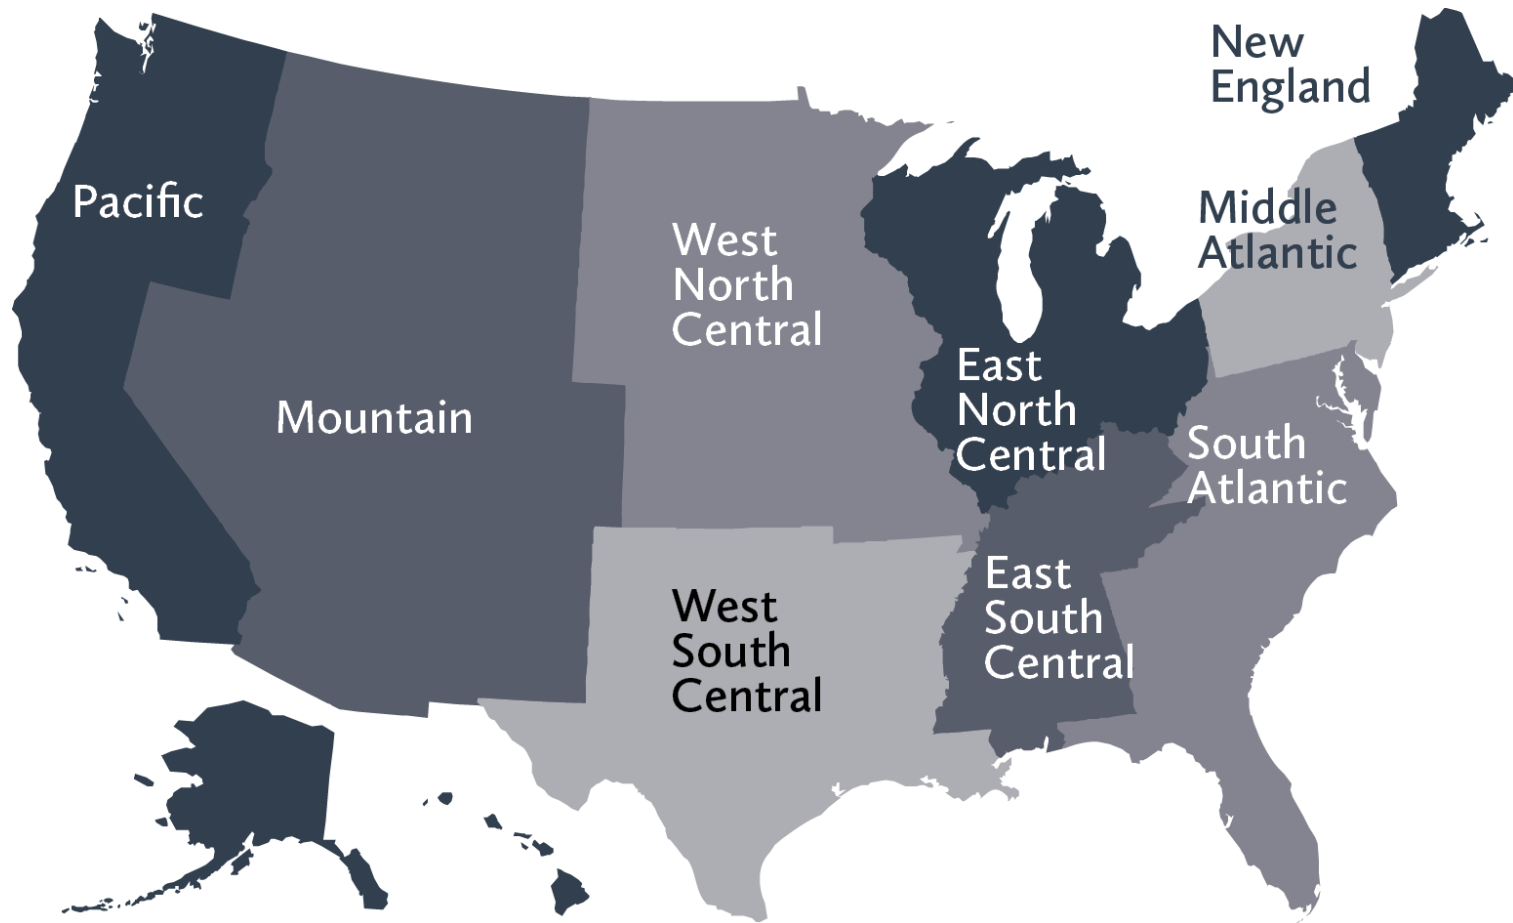 New
England
Pacific
Middle
Atlantic
West
North
Central
East
North
Central
Mountain
South
Atlantic
East
South
Central
West
South
Central